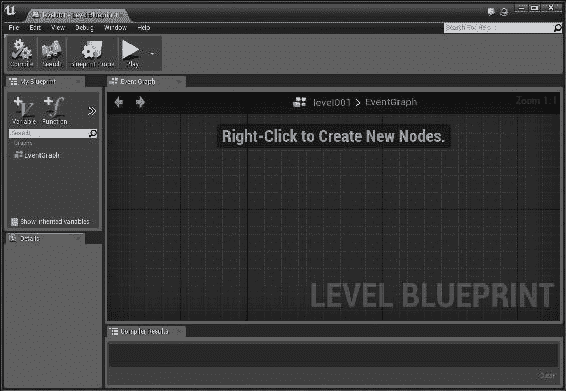 File Edit View Debug Window Help
Search For Help
Compile Search Blueprint Props Play
My Blueprint
Variable Function
Search
Graphs
EventGraph
Show inherited variables
Details
Event Graph
level001 > EventGraph
Zoom 1:1
Right-Click to Create New Nodes.
LEVEL BLUEPRINT
Compiler Results
Clear